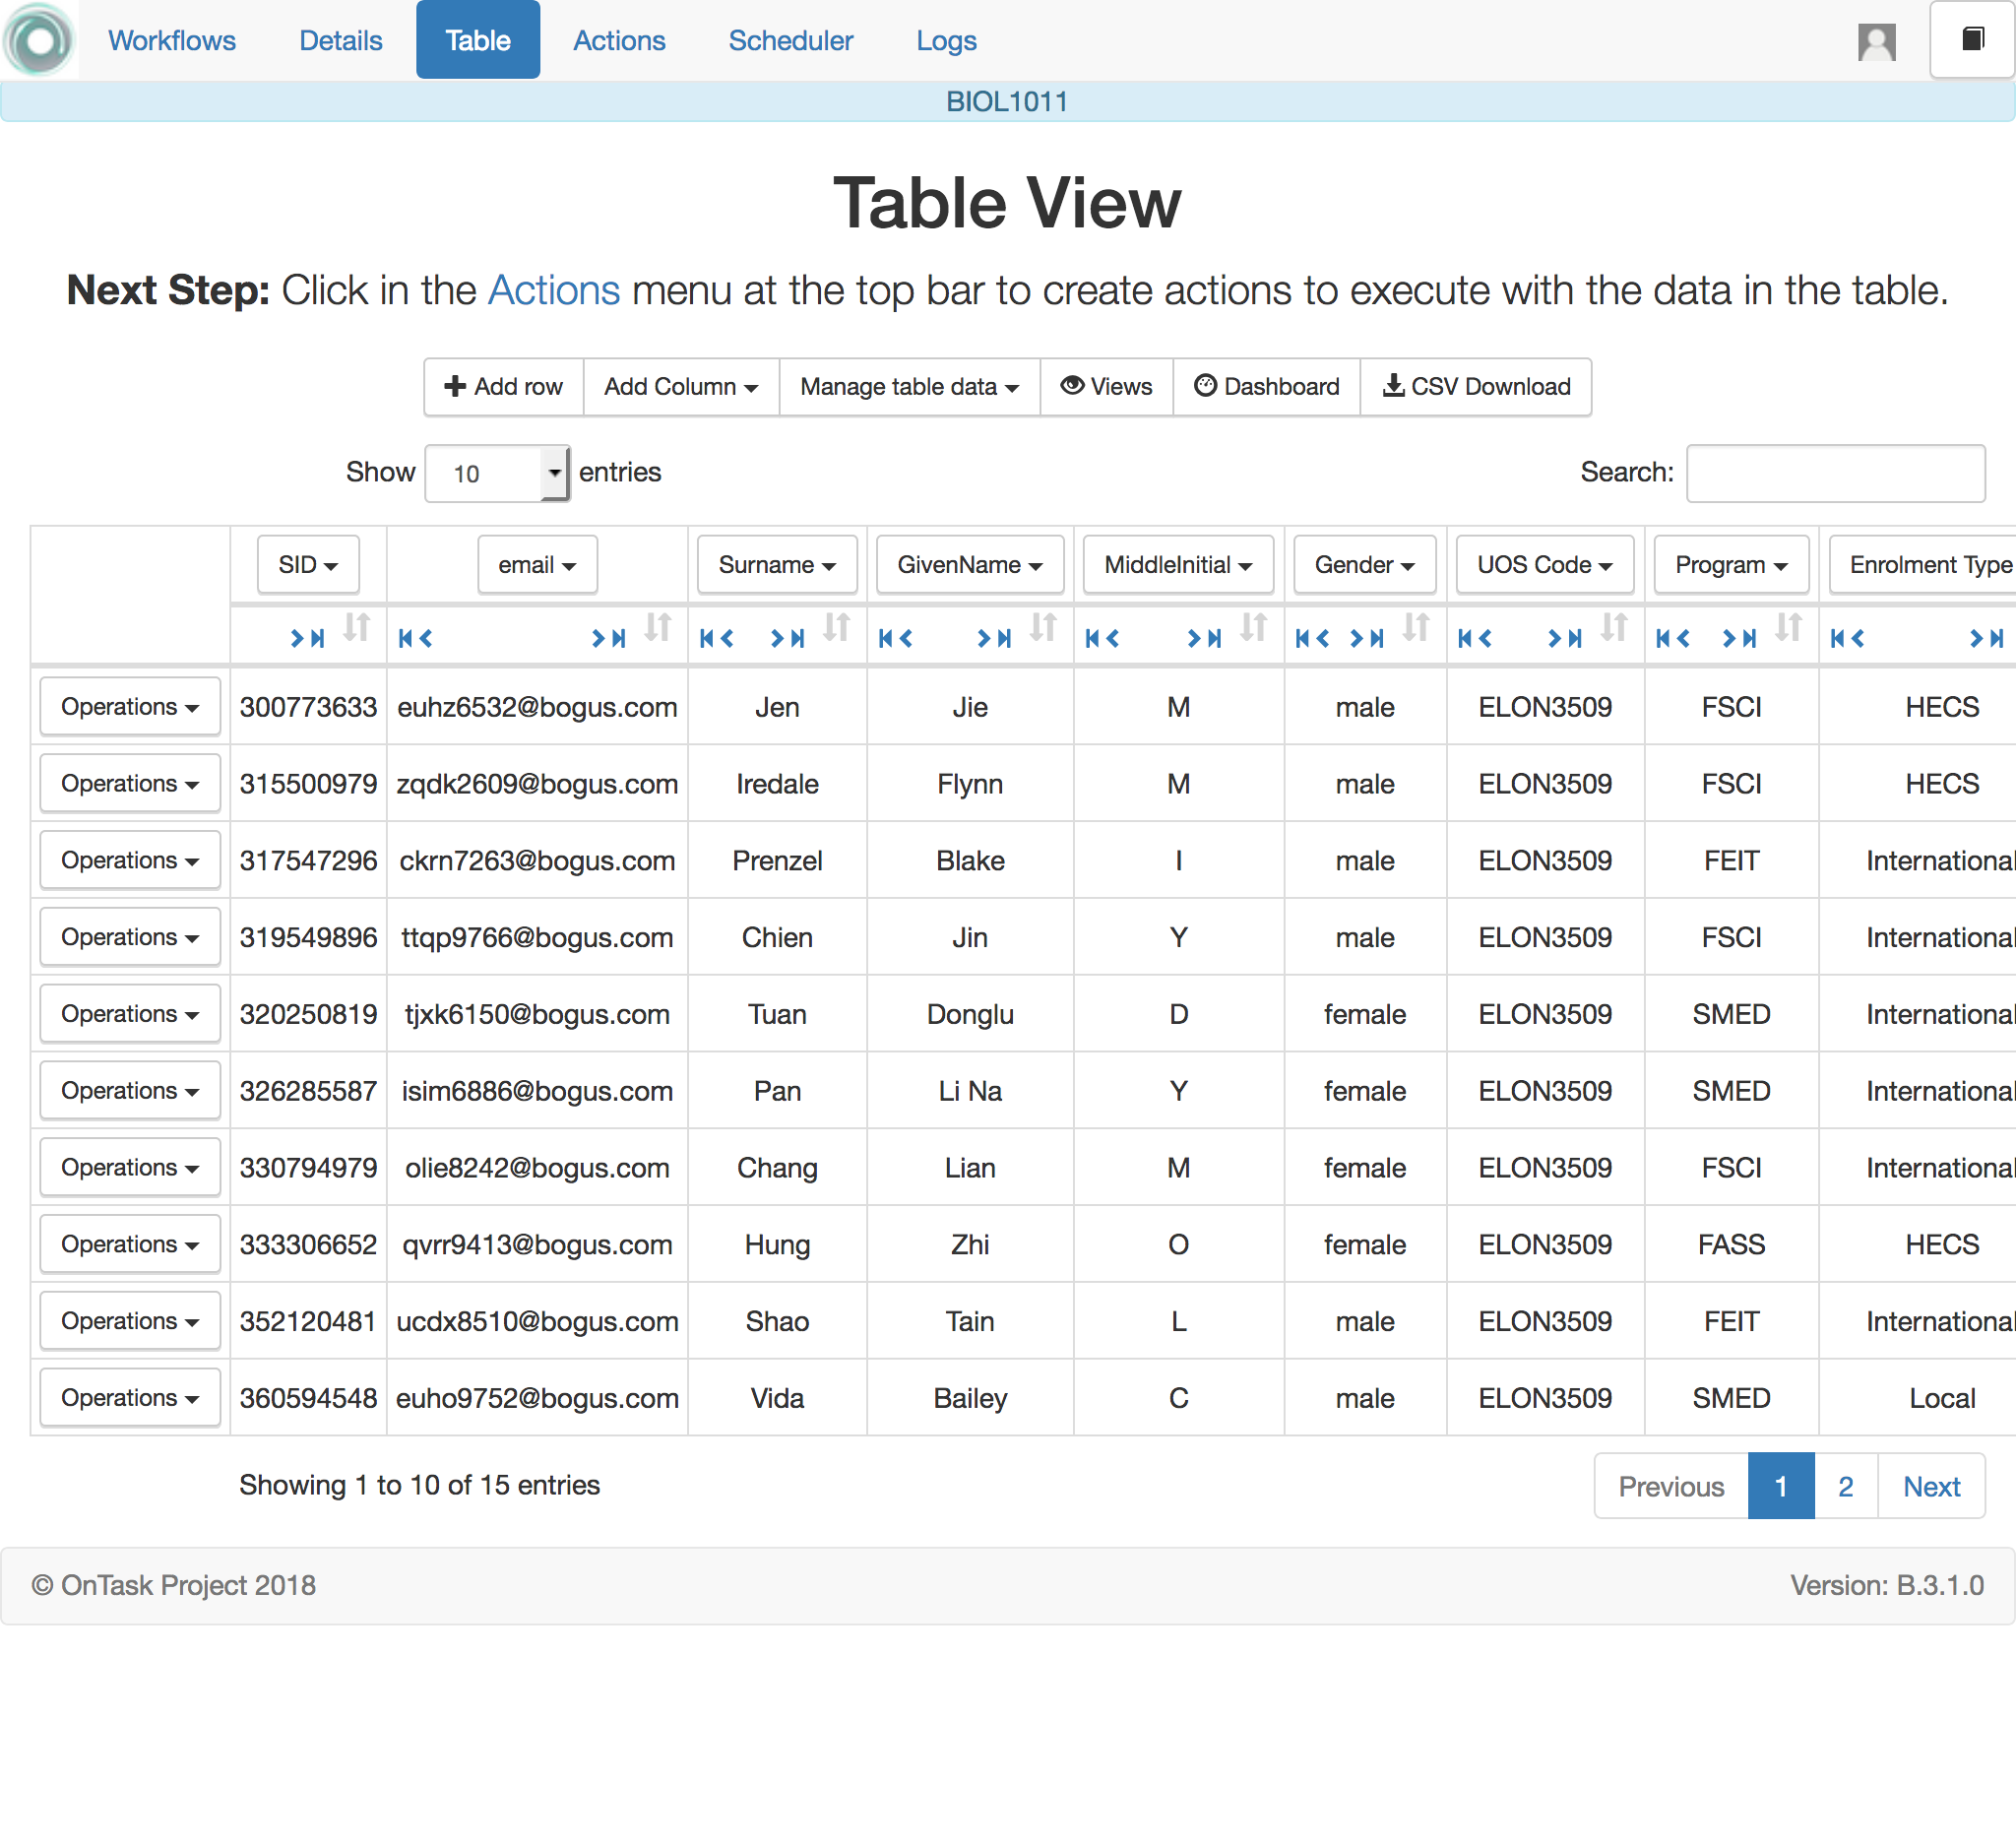 Workflows Details Table Actions Scheduler Logs
BIOL1011
Table View
Next Step: Click in the Actions menu at the top bar to create actions to execute with the data in the table.
Add row Add Column Manage table data Views Dashboard CSV Download
Show 10 entries Search:
SID email Surname GivenName MiddleInitial Gender UOS Code Program Enrolment Type
Operations 300773633 euhz6532@bogus.com Jen Jie M male ELON3509 FSCI HECS
Operations 315500979 zqdk2609@bogus.com Iredale Flynn M male ELON3509 FSCI HECS
Operations 317547296 ckrn7263@bogus.com Prenzel Blake I male ELON3509 FEIT International
Operations 319549896 ttqp9766@bogus.com Chien Jin Y male ELON3509 FSCI International
Operations 320250819 tjxk6150@bogus.com Tuan Donglu D female ELON3509 SMED International
Operations 326285587 isim6886@bogus.com Pan Li Na Y female ELON3509 SMED International
Operations 330794979 olie8242@bogus.com Chang Lian M female ELON3509 FSCI International
Operations 333306652 qvrr9413@bogus.com Hung Zhi O female ELON3509 FASS HECS
Operations 352120481 ucdx8510@bogus.com Shao Tain L male ELON3509 FEIT International
Operations 360594548 euho9752@bogus.com Vida Bailey C male ELON3509 SMED Local
Showing 1 to 10 of 15 entries Previous 1 2 Next
© OnTask Project 2018 Version: B.3.1.0